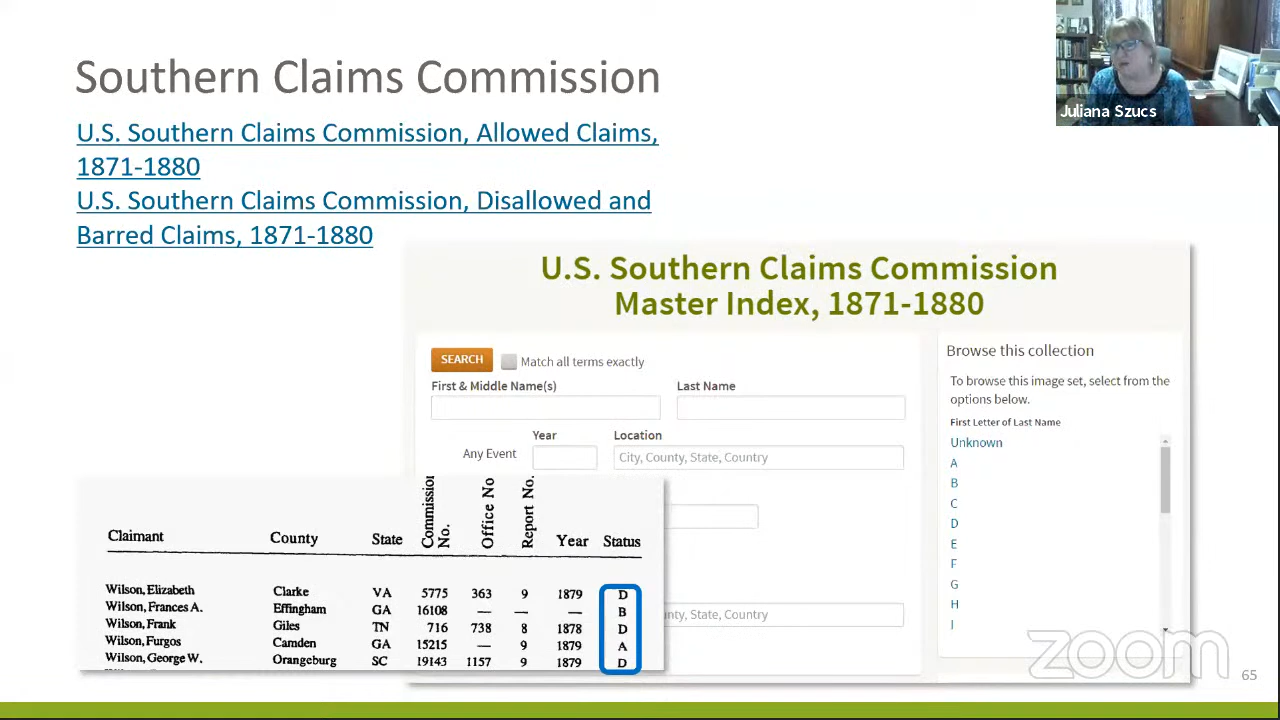 Southern Claims Commission
U.S. Southern Claims Commission, Allowed Claims,
1871-1880
U.S. Southern Claims Commission, Disallowed and
Barred Claims, 1871-1880
Juliana Szucs
U.S. Southern Claims Commission
Master Index, 1871-1880
SEARCH Match all terms exactly
First & Middle Name(s) Last Name
Year Location
Any Event City, County, State, Country
County, State, Country
Browse this collection
To browse this image set, select from the
options below.
First Letter of Last Name
Unknown
A
B
C
D
E
F
G
H
I
Claimant County State Commission No. Office No Report No. Year Status
Wilson, Elizabeth Clarke VA 5775 363 9 1879 D
Wilson, Frances A. Effingham GA 16108 — — — B
Wilson, Frank Giles TN 716 738 8 1878 D
Wilson, Furgos Camden GA 15215 — 9 1879 A
Wilson, George W. Orangeburg SC 19143 1157 9 1879 D
zoom
65